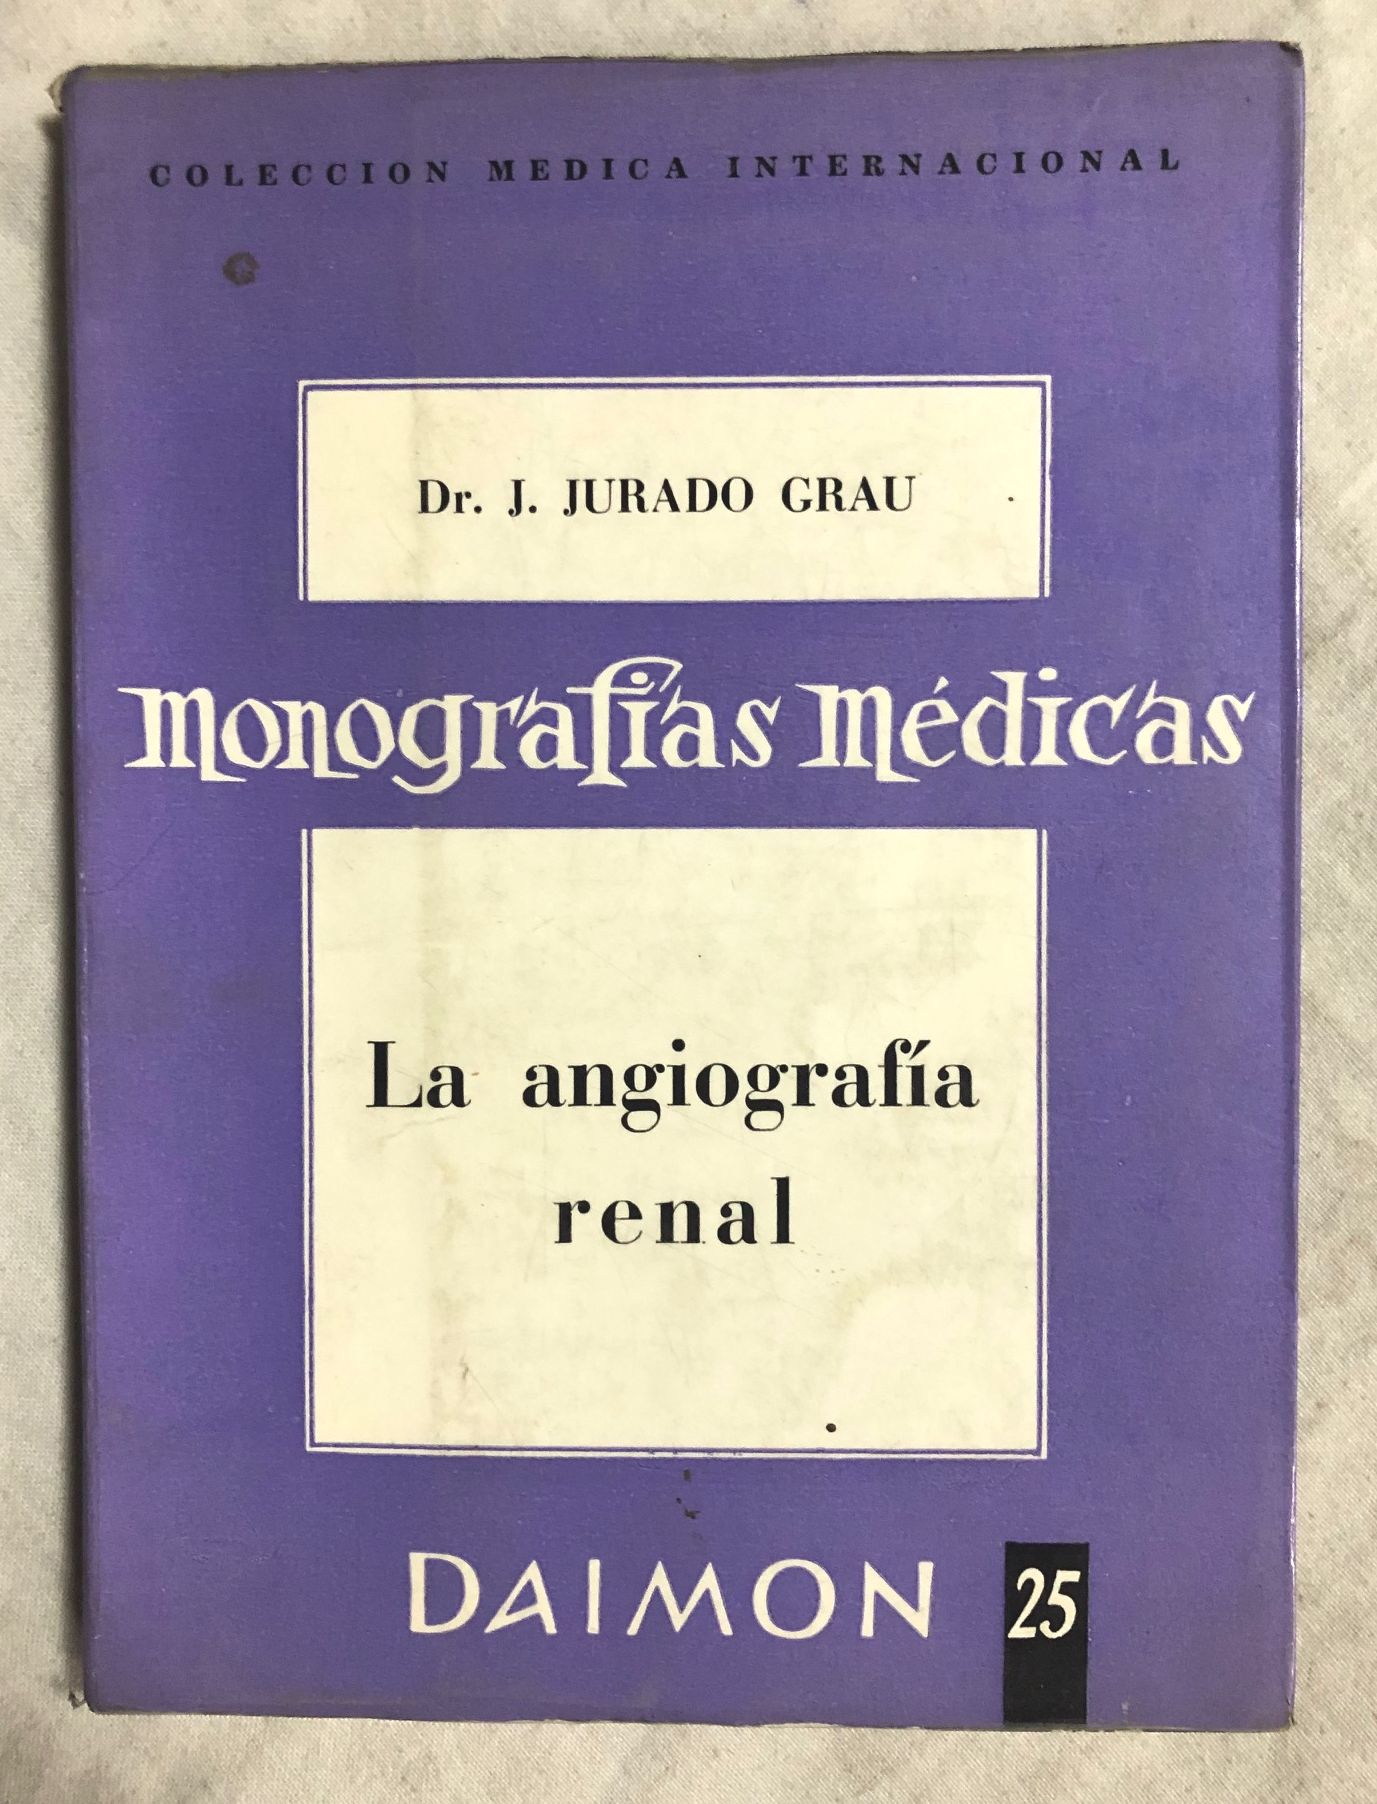 COLECCION MEDICA INTERNACIONAL
Dr. J. JURADO GRAU
Monografías Médicas
La angiografía
renal
DAIMON
25